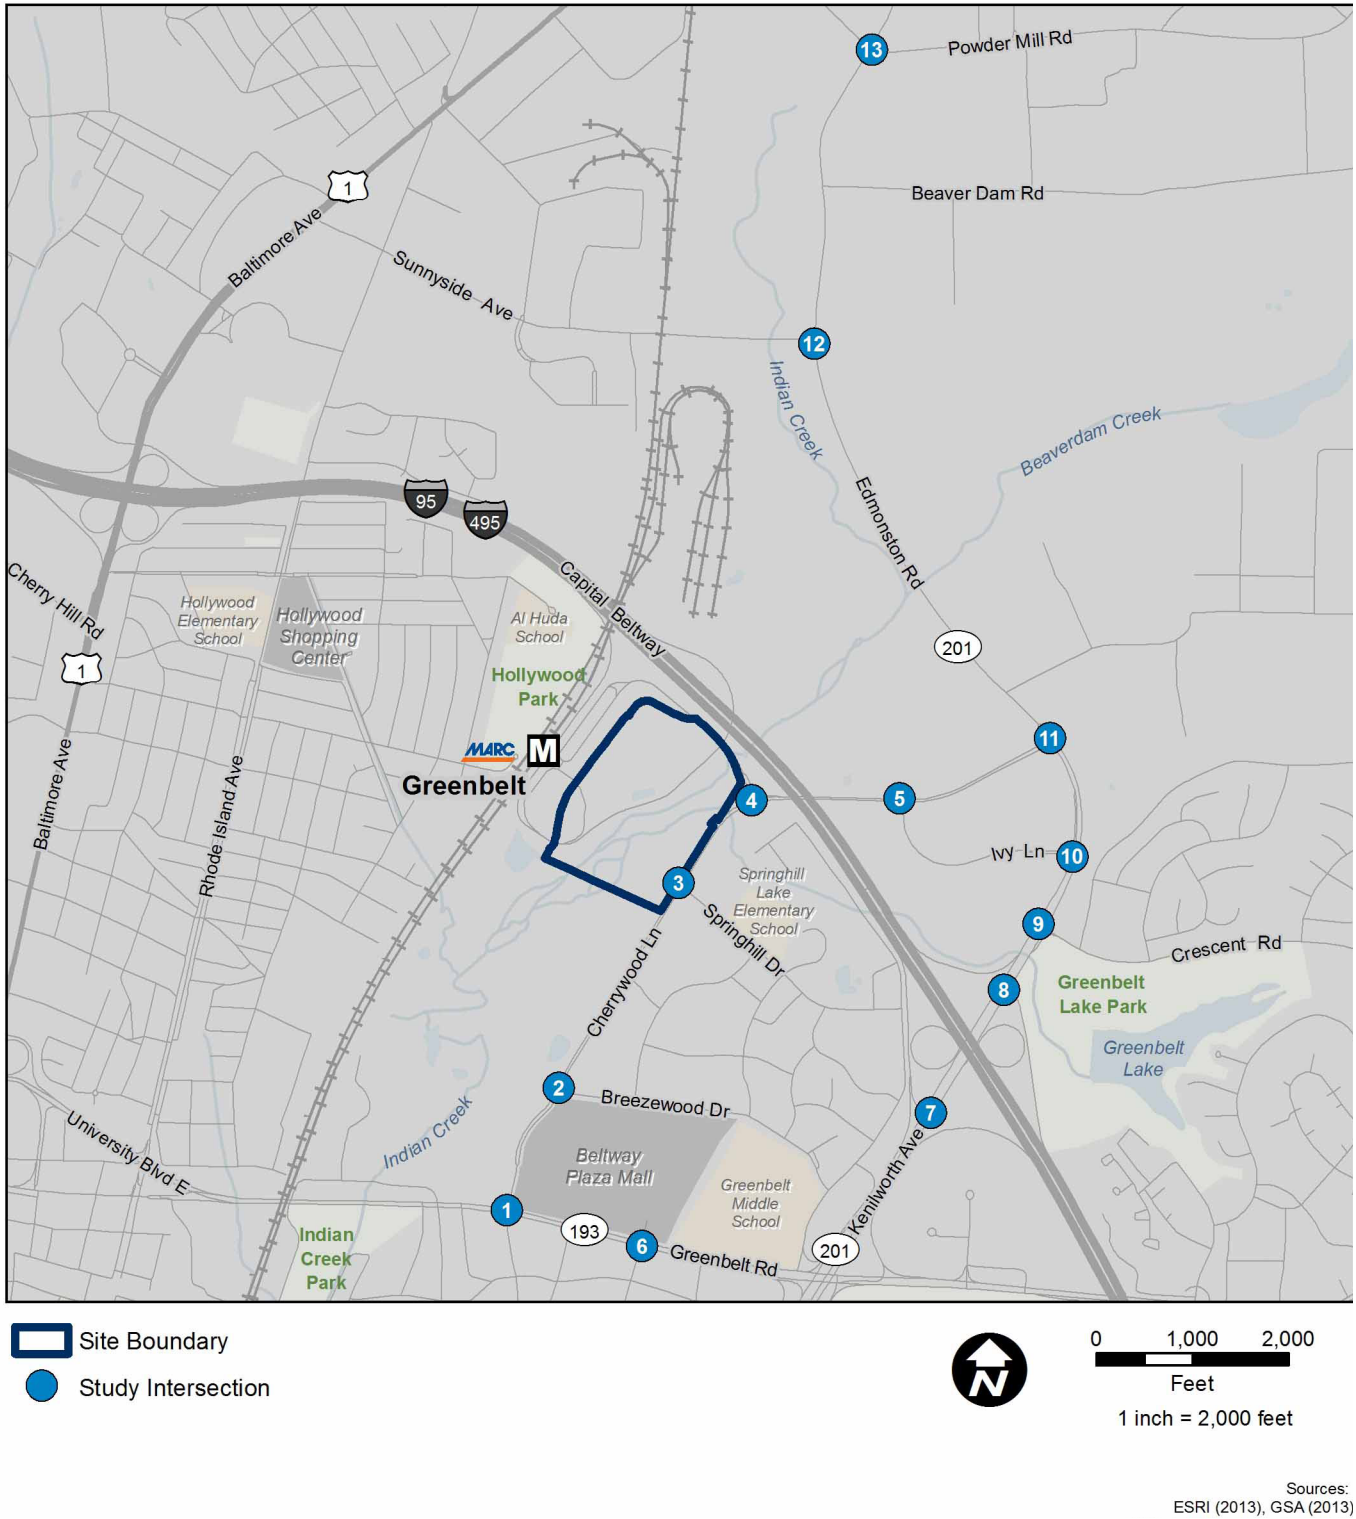 13
Powder Mill Rd
1
Beaver Dam Rd
Baltimore Ave
Sunnyside Ave
12
Indian Creek
Beaverdam Creek
95
495
Edmonston Rd
Capital Beltway
Cherry Hill Rd
Hollywood
Elementary
School
Hollywood
Shopping
Center
Al Huda
School
201
1
Hollywood
Park
11
MARC
M
Greenbelt
Baltimore Ave
Rhode Island Ave
4
5
Ivy Ln
10
3
Springhill
Lake
Elementary
School
Springhill Dr
9
Crescent Rd
Cherrywood Ln
8
Greenbelt
Lake Park
Greenbelt
Lake
2
Breezewood Dr
7
University Blvd E
Indian Creek
Beltway
Plaza Mall
Greenbelt
Middle
School
Kenilworth Ave
1
193
6
Greenbelt Rd
201
Indian
Creek
Park
Site Boundary
Study Intersection
N
0 1,000 2,000
Feet
1 inch = 2,000 feet
Sources:
ESRI (2013), GSA (2013)